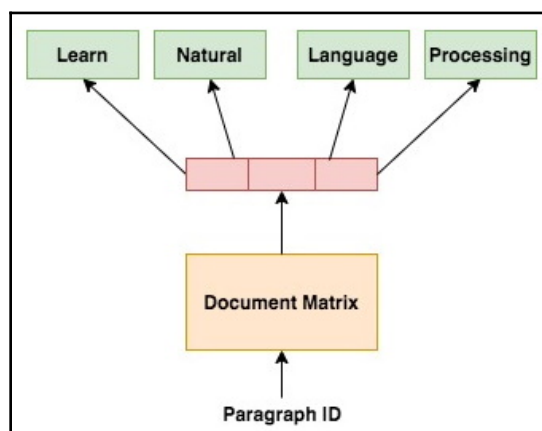 Learn Natural Language Processing
Document Matrix
Paragraph ID